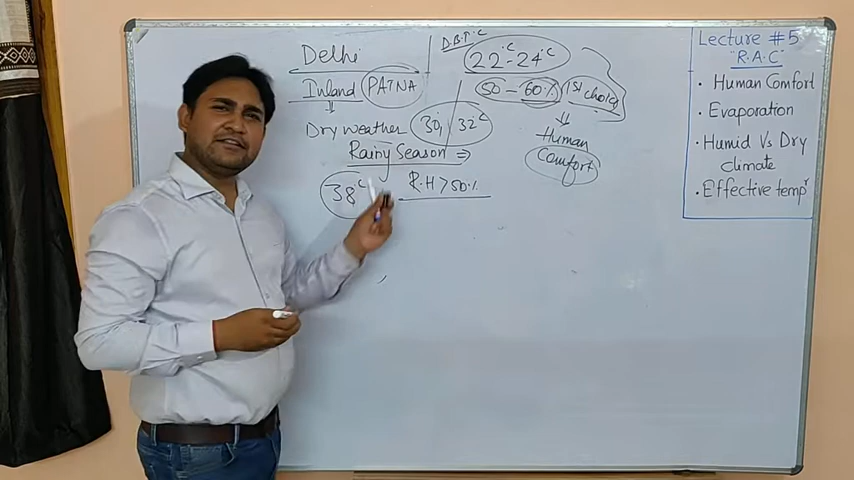 Delhi
Inland PATNA
⇓
Dry weather 30, 32°C
Rainy Season ⇒
38°C R.H > 50%
D.B.T °C
22°C - 24°C
50 - 60% 1st choice
⇓
Human
Comfort
Lecture #5
"R.A.C"
• Human Comfort
• Evaporation
• Humid Vs Dry
climate
• Effective tempr